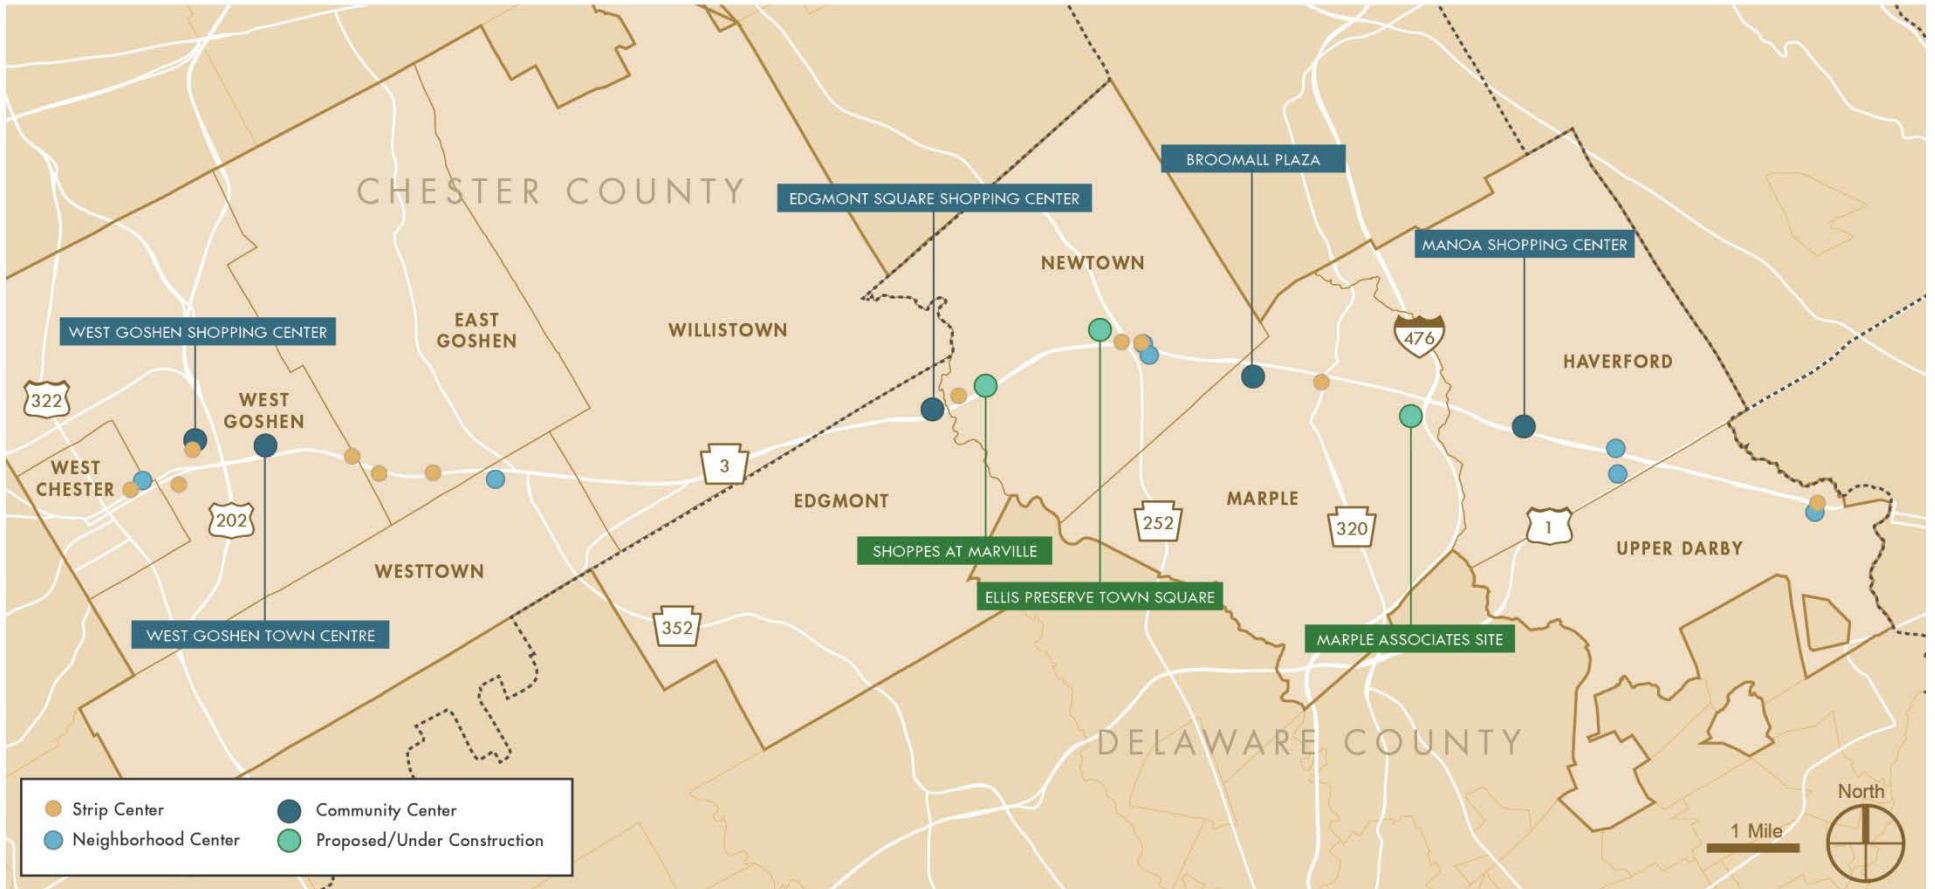 CHESTER COUNTY
BROOMALL PLAZA
EDGMONT SQUARE SHOPPING CENTER
MANOA SHOPPING CENTER
NEWTOWN
WEST GOSHEN SHOPPING CENTER
EAST
GOSHEN
WILLISTOWN
476
HAVERFORD
322
WEST
GOSHEN
WEST
CHESTER
3
EDGMONT
MARPLE
202
252
320
1
SHOPPES AT MARVILLE
UPPER DARBY
WESTTOWN
ELLIS PRESERVE TOWN SQUARE
352
WEST GOSHEN TOWN CENTRE
MARPLE ASSOCIATES SITE
DELAWARE COUNTY
Strip Center
Community Center
Neighborhood Center
Proposed/Under Construction
North
1 Mile